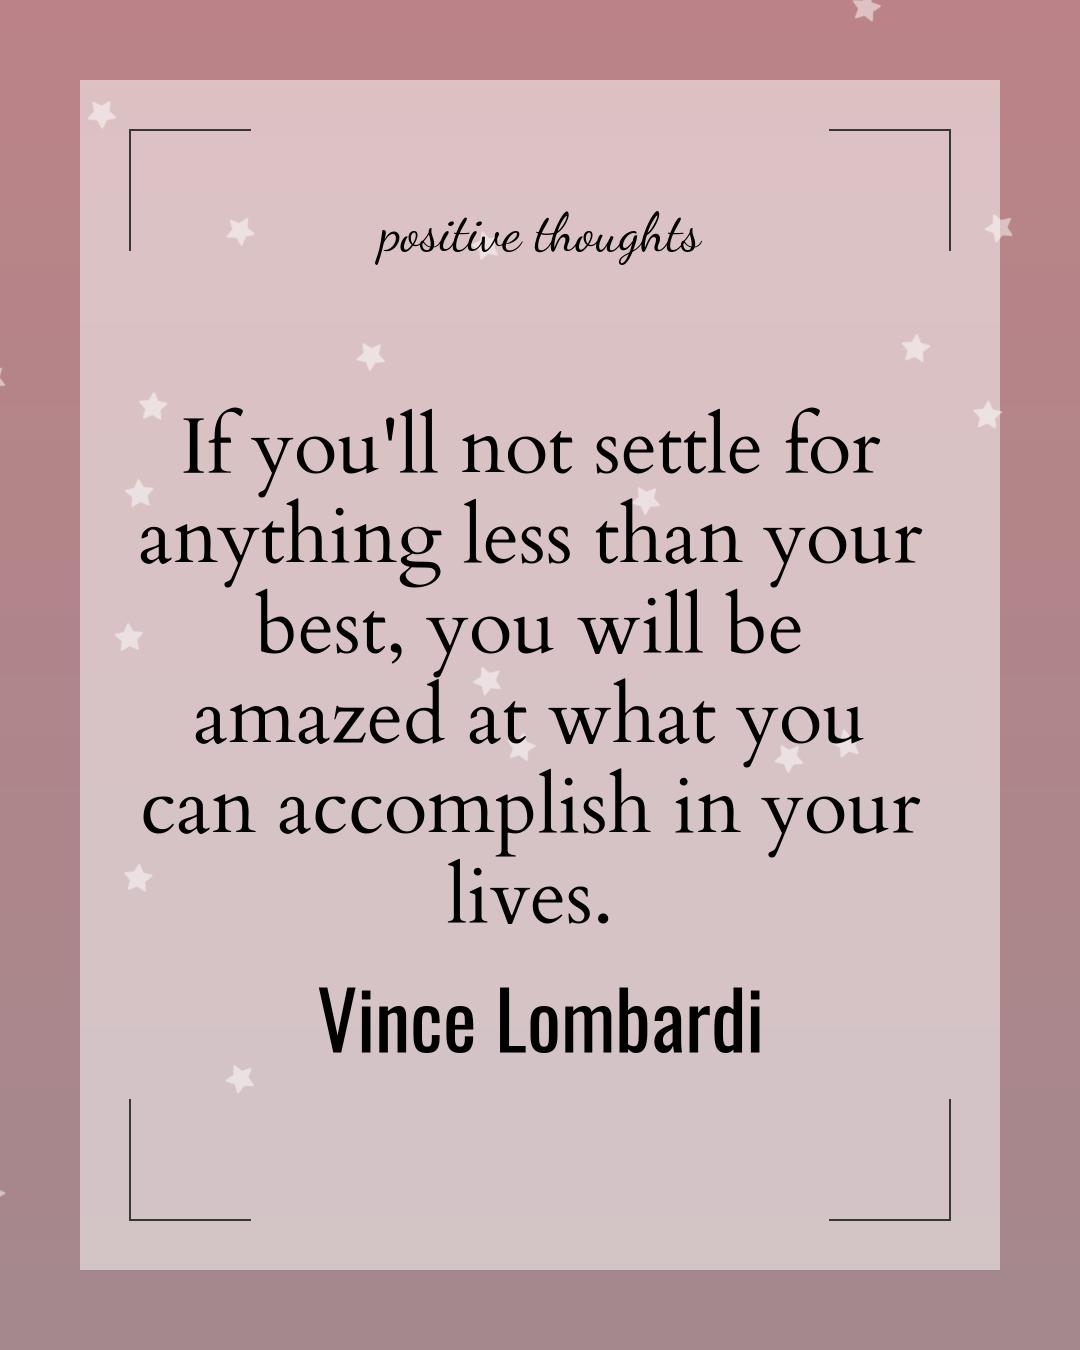 positive thoughts
If you'll not settle for
anything less than your
best, you will be
amazed at what you
can accomplish in your
lives.
Vince Lombardi